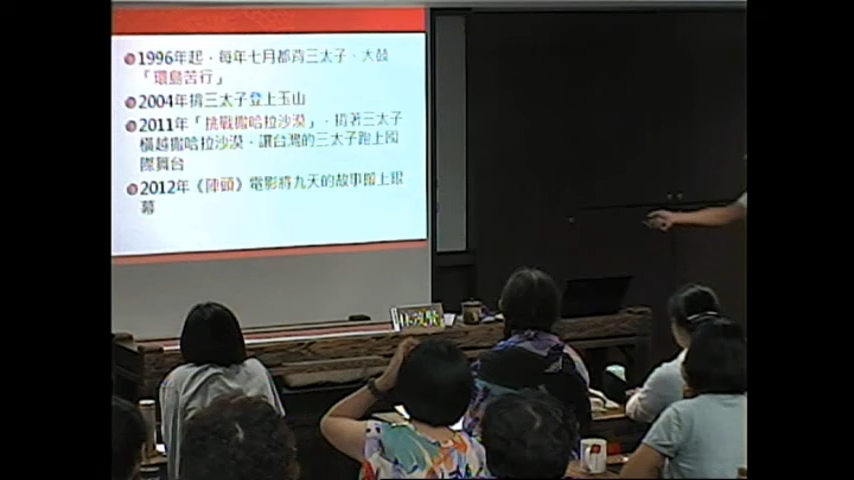 1996年起，每年七月都背三太子、大鼓
「環島苦行」
2004年揹三太子登上玉山
2011年「挑戰撒哈拉沙漠」，揹著三太子
橫越撒哈拉沙漠，讓台灣的三太子跑上國
際舞台
2012年《陣頭》電影將九天的故事搬上銀
幕
林茂賢